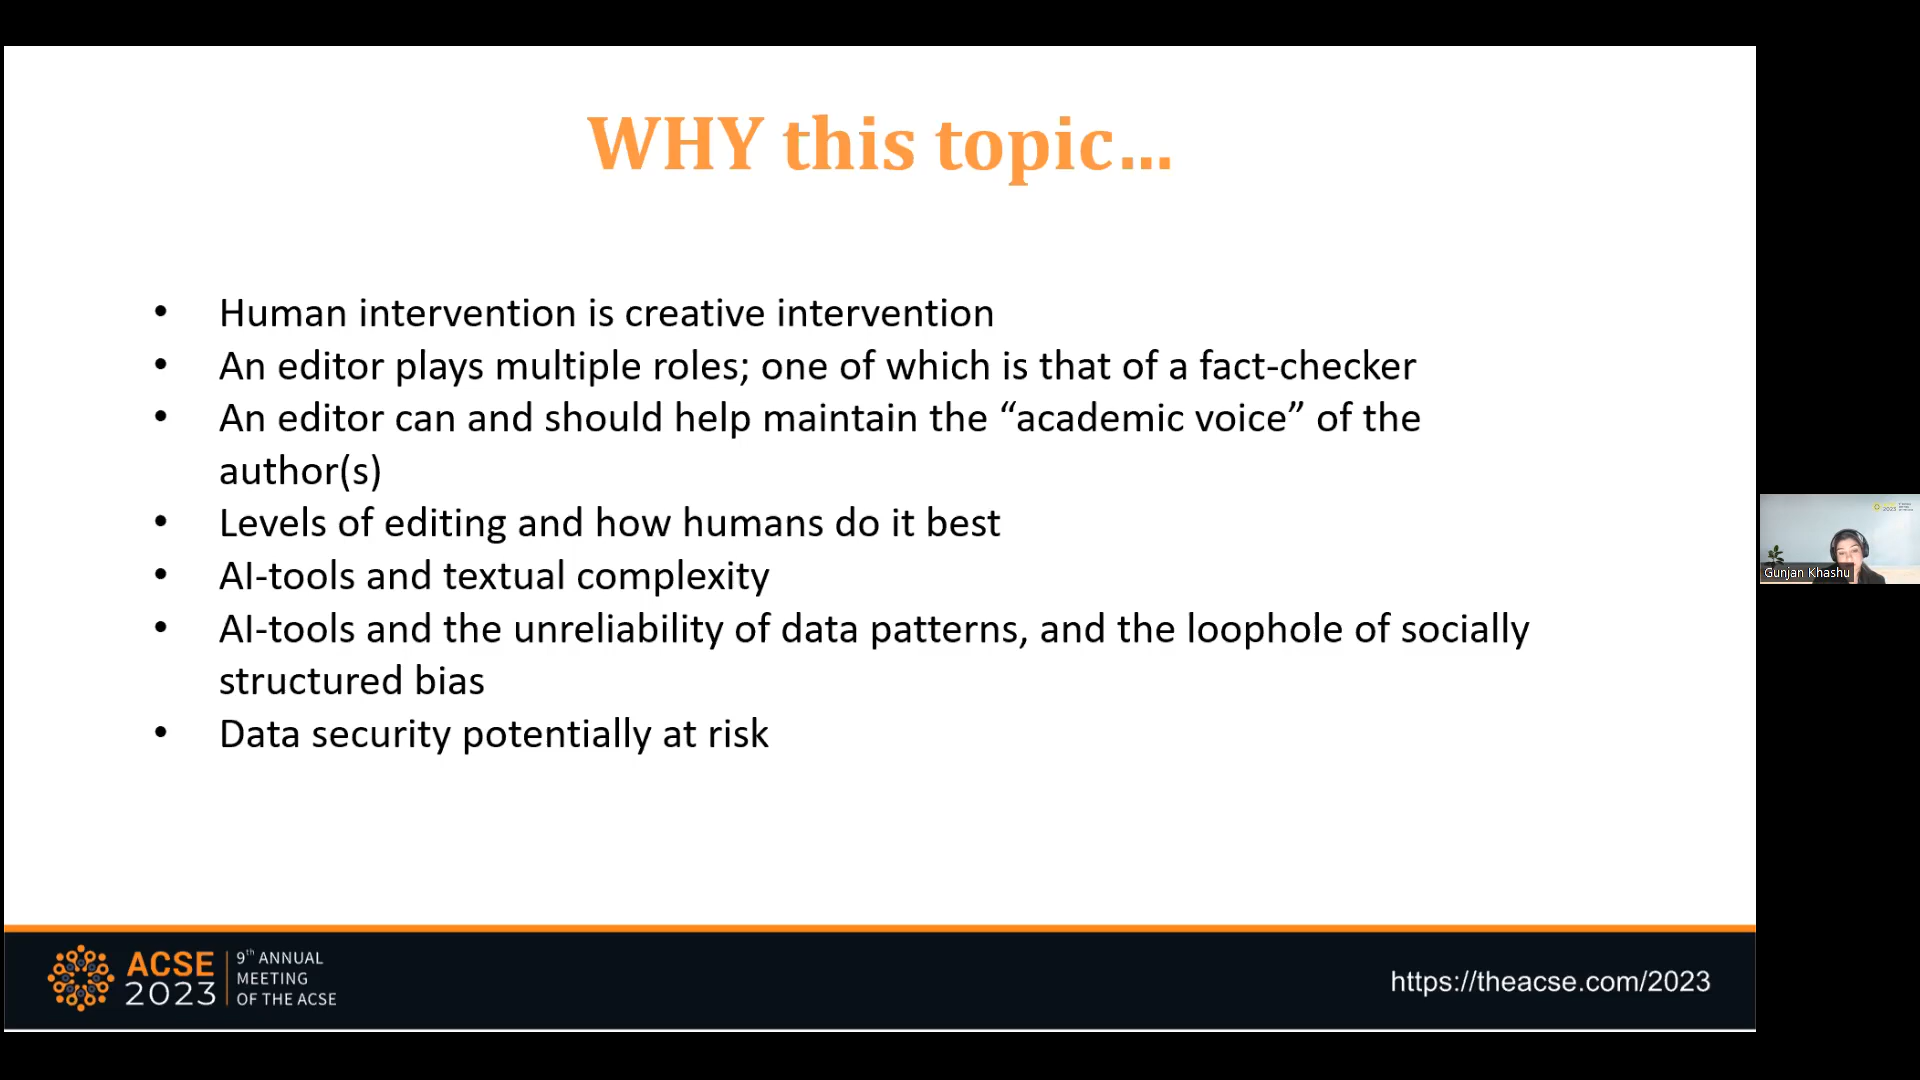 WHY this topic...
• Human intervention is creative intervention
• An editor plays multiple roles; one of which is that of a fact-checker
• An editor can and should help maintain the “academic voice” of the
author(s)
• Levels of editing and how humans do it best
• AI-tools and textual complexity
• AI-tools and the unreliability of data patterns, and the loophole of socially
structured bias
• Data security potentially at risk
Gunjan Khashu
ACSE
2023
9th ANNUAL
MEETING
OF THE ACSE
https://theacse.com/2023